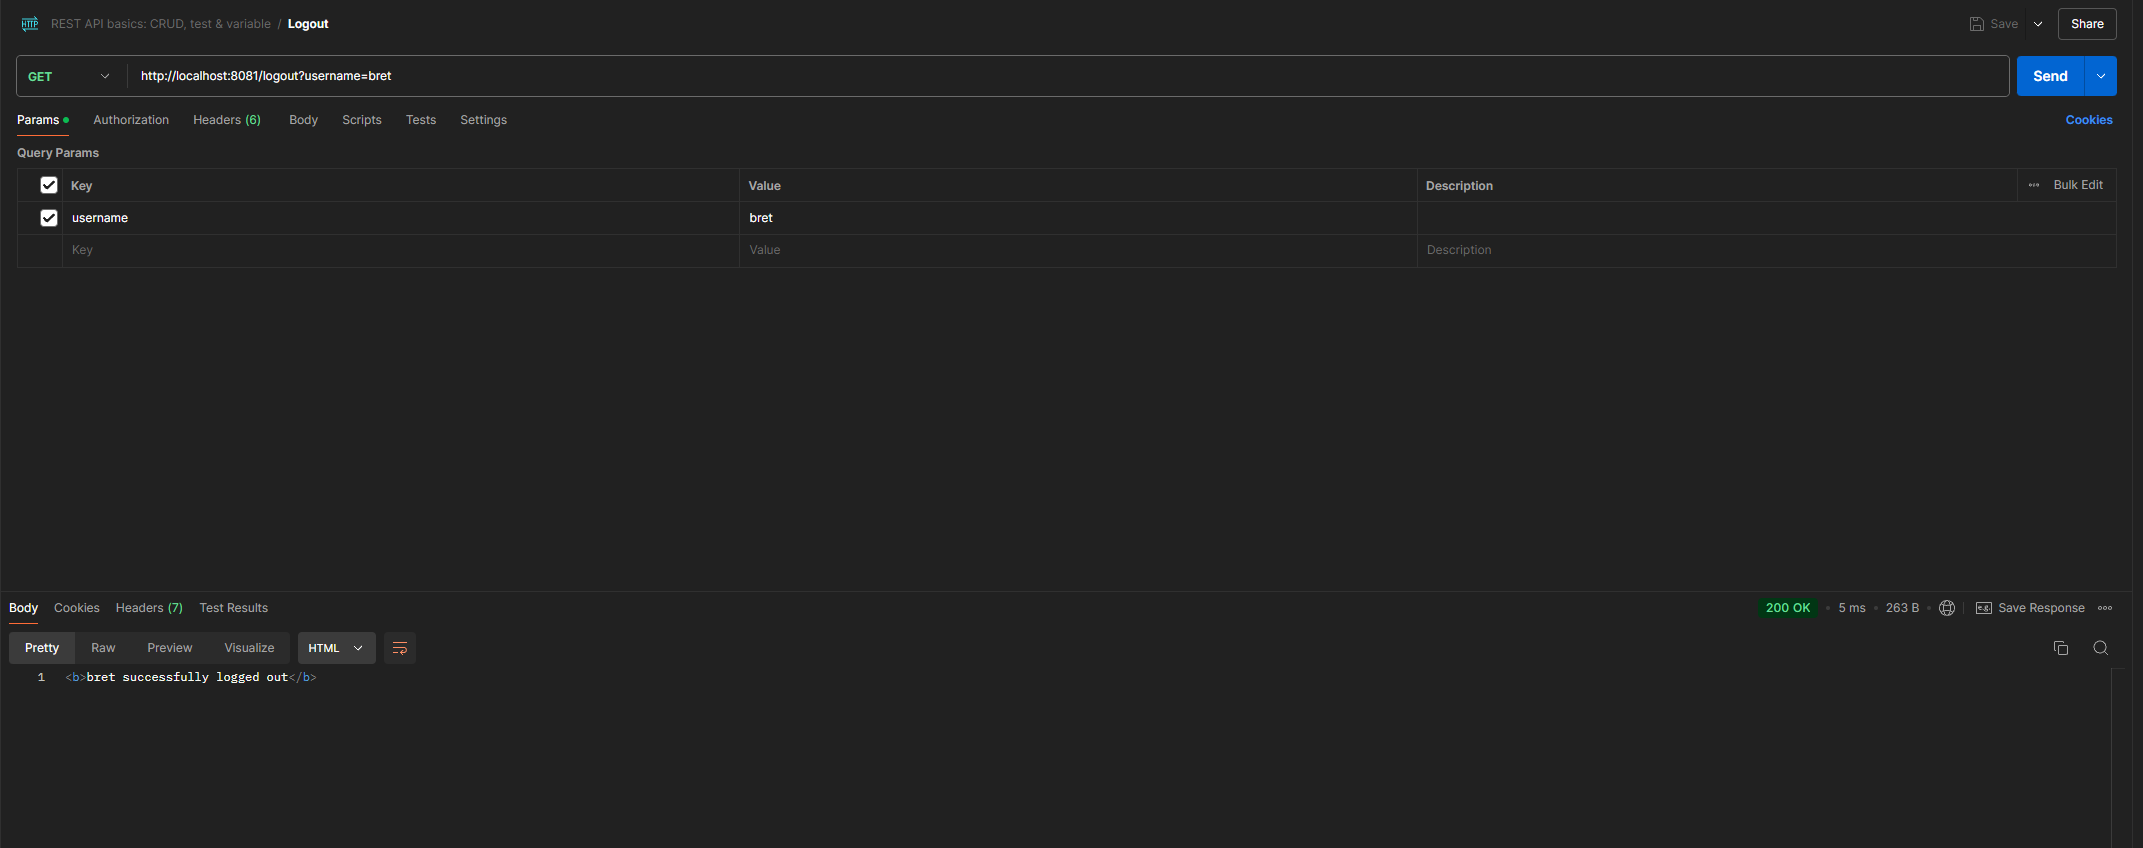 HTTP REST API basics: CRUD, test & variable / Logout Save Share
GET http://localhost:8081/logout?username=bret Send
Params Authorization Headers (6) Body Scripts Tests Settings Cookies
Query Params
Key Value Description Bulk Edit
username bret
Key Value Description
Body Cookies Headers (7) Test Results 200 OK 5 ms 263 B e.g. Save Response
Pretty Raw Preview Visualize HTML
1 <b>bret successfully logged out</b>